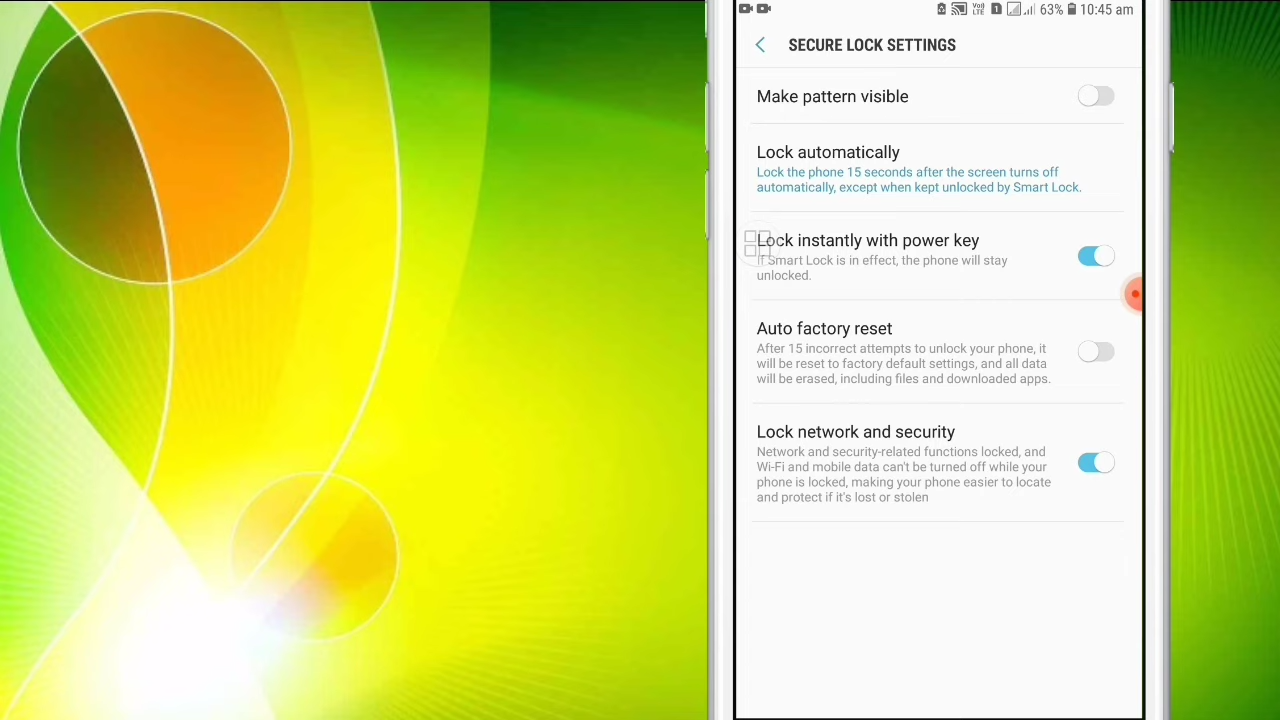 VoD LTE 1 63% 10:45 am
SECURE LOCK SETTINGS
Make pattern visible
Lock automatically
Lock the phone 15 seconds after the screen turns off
automatically, except when kept unlocked by Smart Lock.
Lock instantly with power key
If Smart Lock is in effect, the phone will stay
unlocked.
Auto factory reset
After 15 incorrect attempts to unlock your phone, it
will be reset to factory default settings, and all data
will be erased, including files and downloaded apps.
Lock network and security
Network and security-related functions locked, and
Wi-Fi and mobile data can't be turned off while your
phone is locked, making your phone easier to locate
and protect if it's lost or stolen